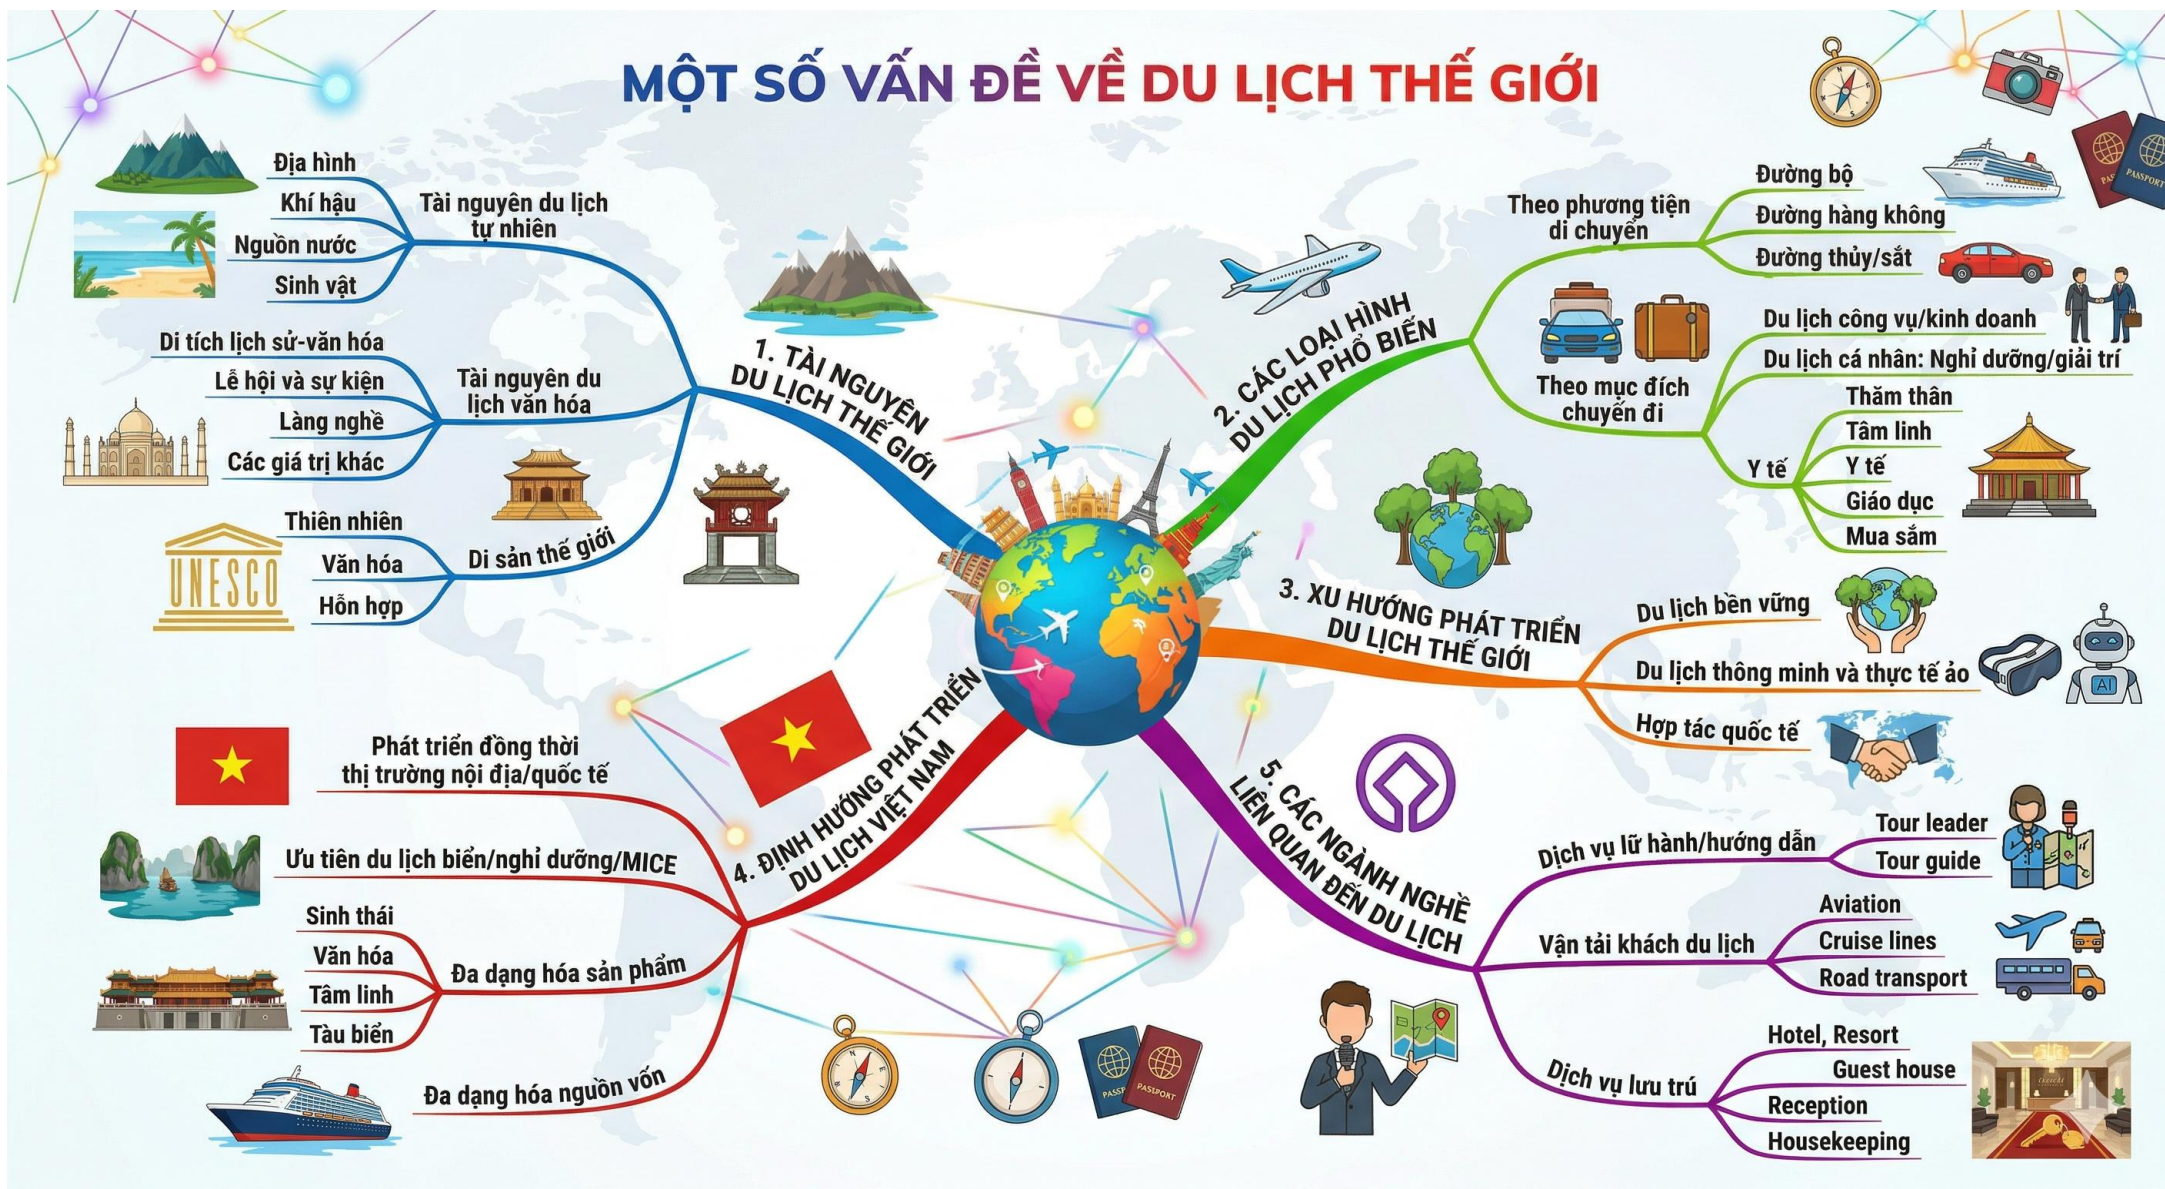 MỘT SỐ VẤN ĐỀ VỀ DU LỊCH THẾ GIỚI
1. TÀI NGUYÊN
DU LỊCH THẾ GIỚI
Tài nguyên du lịch
tự nhiên
Địa hình
Khí hậu
Nguồn nước
Sinh vật
Tài nguyên du
lịch văn hóa
Di tích lịch sử-văn hóa
Lễ hội và sự kiện
Làng nghề
Các giá trị khác
Di sản thế giới
Thiên nhiên
Văn hóa
Hỗn hợp
UNESCO
2. CÁC LOẠI HÌNH
DU LỊCH PHỔ BIẾN
Theo phương tiện
di chuyển
Đường bộ
Đường hàng không
Đường thủy/sắt
Theo mục đích
chuyến đi
Du lịch công vụ/kinh doanh
Du lịch cá nhân: Nghỉ dưỡng/giải trí
Y tế
Thăm thân
Tâm linh
Y tế
Giáo dục
Mua sắm
PASSPORT
3. XU HƯỚNG PHÁT TRIỂN
DU LỊCH THẾ GIỚI
Du lịch bền vững
Du lịch thông minh và thực tế ảo
Hợp tác quốc tế
AI
4. ĐỊNH HƯỚNG PHÁT TRIỂN
DU LỊCH VIỆT NAM
Phát triển đồng thời
thị trường nội địa/quốc tế
Ưu tiên du lịch biển/nghỉ dưỡng/MICE
Đa dạng hóa sản phẩm
Sinh thái
Văn hóa
Tâm linh
Tàu biển
Đa dạng hóa nguồn vốn
5. CÁC NGÀNH NGHỀ
LIÊN QUAN ĐẾN DU LỊCH
Dịch vụ lữ hành/hướng dẫn
Tour leader
Tour guide
Vận tải khách du lịch
Aviation
Cruise lines
Road transport
Dịch vụ lưu trú
Hotel, Resort
Guest house
Reception
Housekeeping
PASSPORT